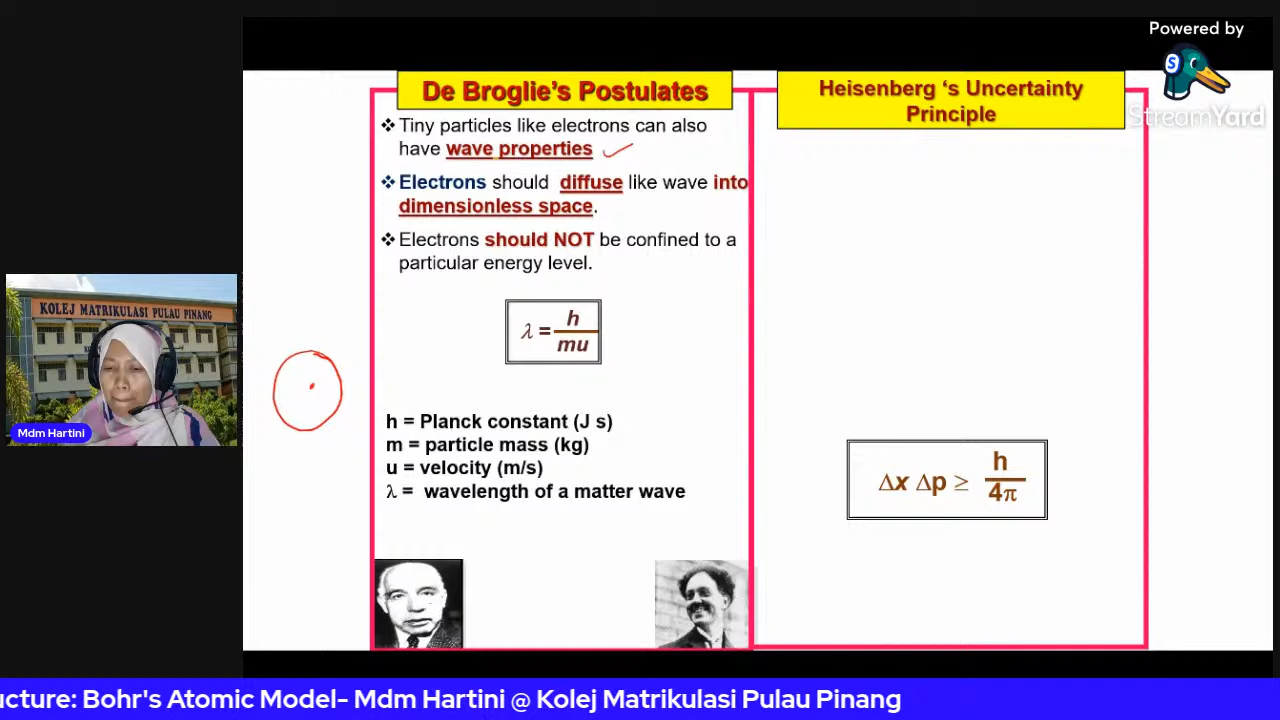 Powered by
StreamYard
De Broglie's Postulates
❖ Tiny particles like electrons can also
have wave properties
❖ Electrons should diffuse like wave into
dimensionless space.
❖ Electrons should NOT be confined to a
particular energy level.
λ = h/mu
h = Planck constant (J s)
m = particle mass (kg)
u = velocity (m/s)
λ = wavelength of a matter wave
Heisenberg 's Uncertainty
Principle
Δx Δp ≥ h/4π
KOLEJ MATRIKULASI PULAU PINANG
Mdm Hartini
ucture: Bohr's Atomic Model- Mdm Hartini @ Kolej Matrikulasi Pulau Pinang